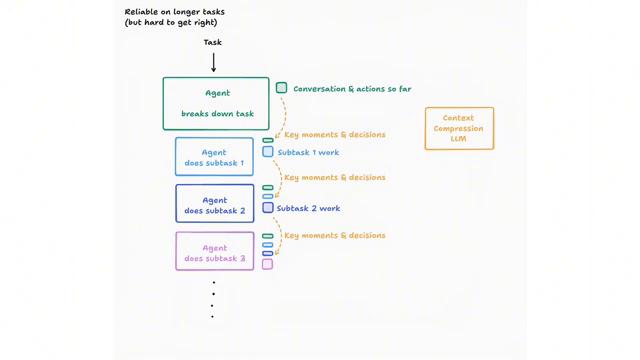 Reliable on longer tasks
(but hard to get right)
Task
Agent
breaks down task
Conversation & actions so far
Context
Compression
LLM
Key moments & decisions
Agent
does subtask 1
Subtask 1 work
Key moments & decisions
Agent
does subtask 2
Subtask 2 work
Key moments & decisions
Agent
does subtask 3